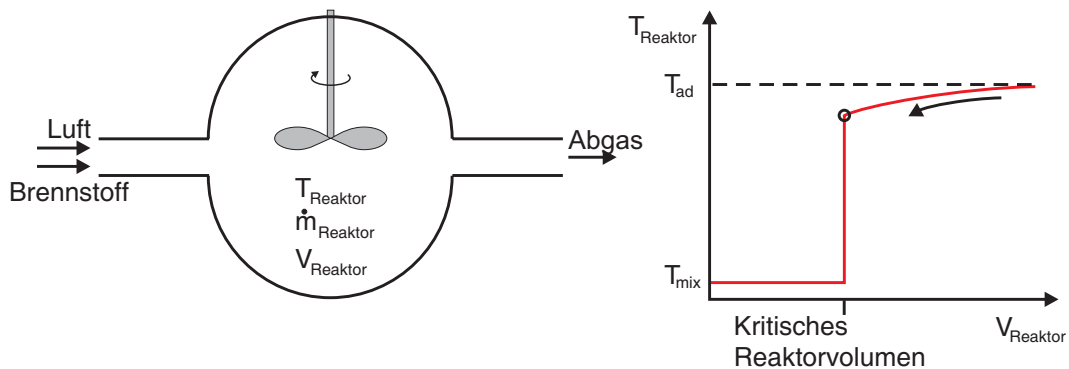 Luft
Brennstoff
Abgas
T_Reaktor
ṁ_Reaktor
V_Reaktor
T_Reaktor
T_ad
T_mix
Kritisches
Reaktorvolumen
V_Reaktor